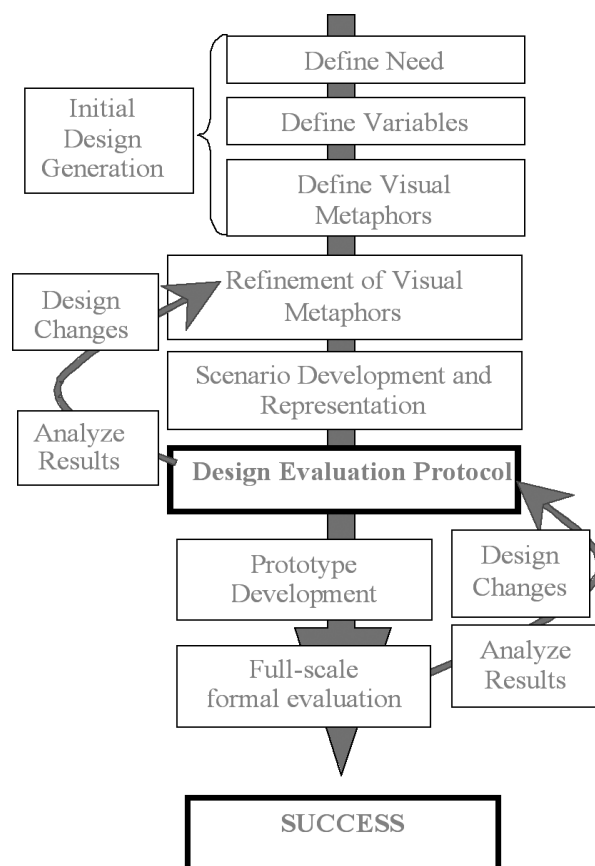 Define Need
Initial
Design
Generation
Define Variables
Define Visual
Metaphors
Refinement of Visual
Metaphors
Design
Changes
Scenario Development and
Representation
Analyze
Results
Design Evaluation Protocol
Prototype
Development
Design
Changes
Full-scale
formal evaluation
Analyze
Results
SUCCESS